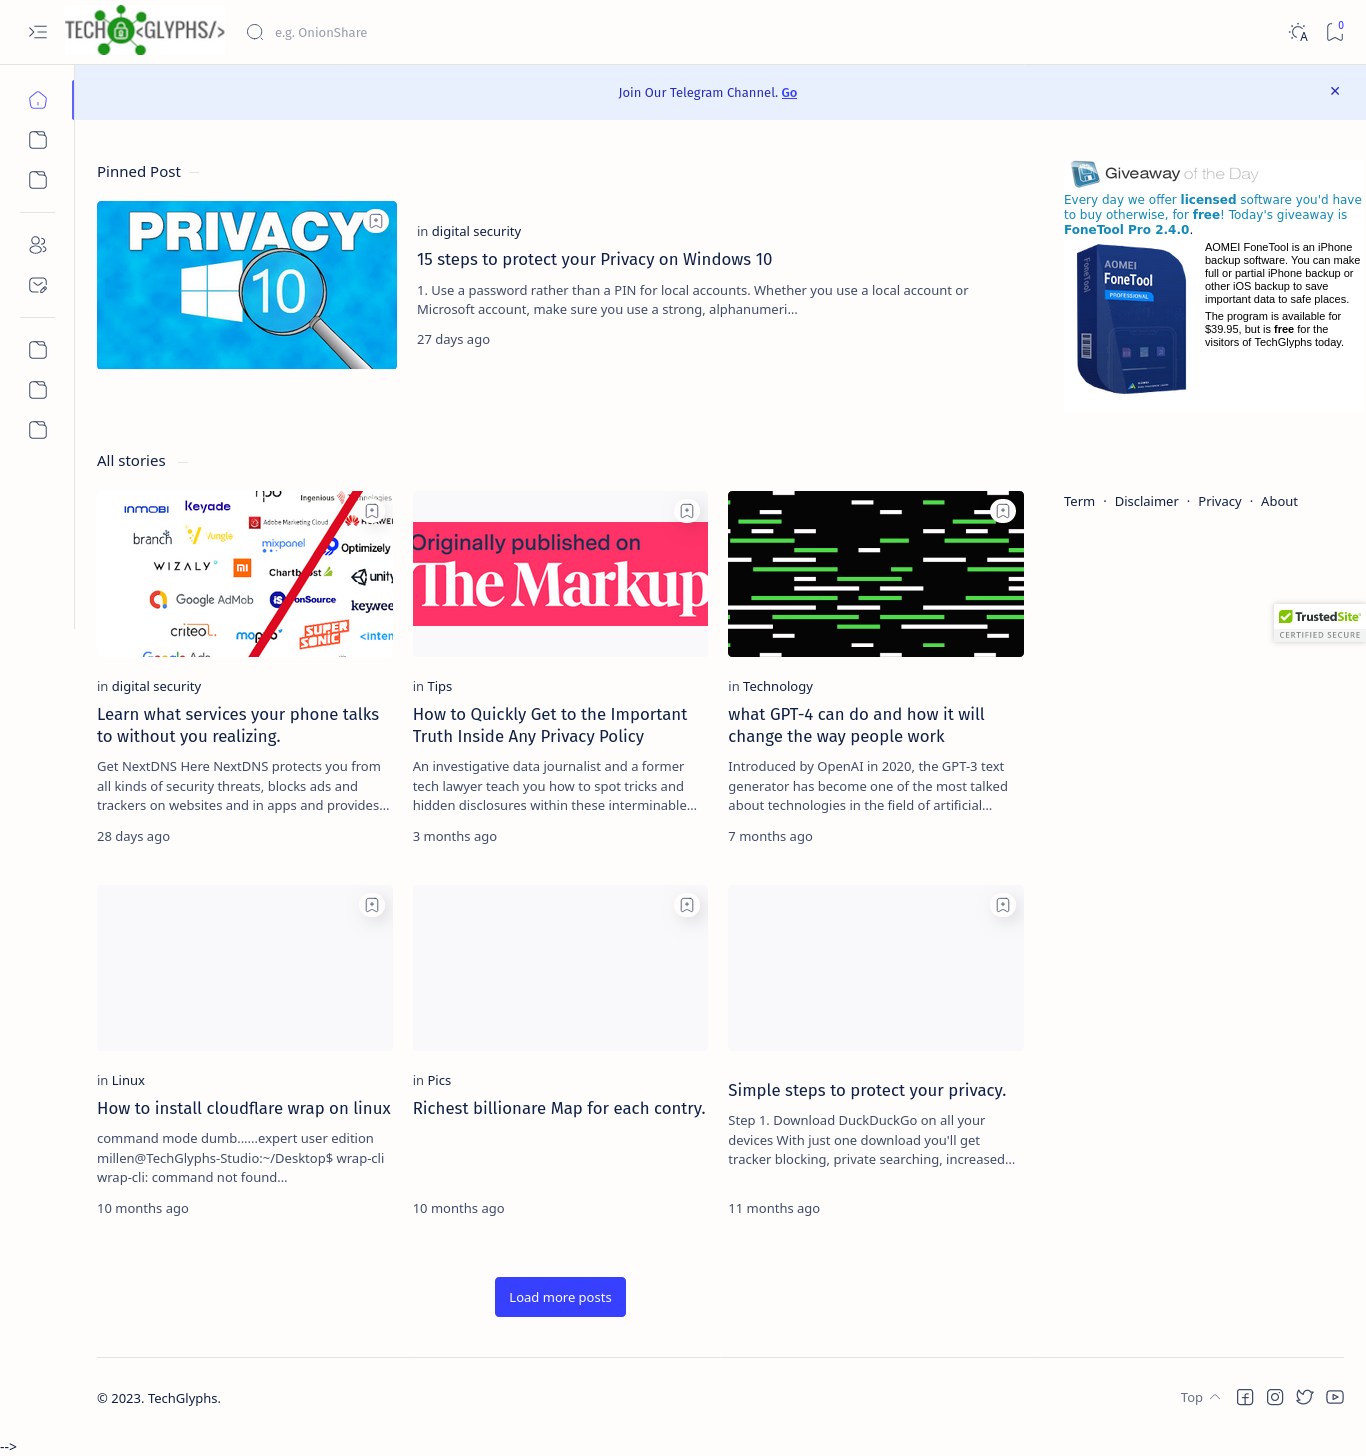 TECH <GLYPHS/>
e.g. OnionShare
A
0
Join Our Telegram Channel. Go
Pinned Post
PRIVACY
10
in digital security
15 steps to protect your Privacy on Windows 10
1. Use a password rather than a PIN for local accounts. Whether you use a local account or
Microsoft account, make sure you use a strong, alphanumeri...
27 days ago
Giveaway of the Day
Every day we offer licensed software you'd have
to buy otherwise, for free! Today's giveaway is
FoneTool Pro 2.4.0.
AOMEI
FoneTool
PROFESSIONAL
FoneTool
AOMEI FoneTool is an iPhone
backup software. You can make
full or partial iPhone backup or
other iOS backup to save
important data to safe places.
The program is available for
$39.95, but is free for the
visitors of TechGlyphs today.
All stories
Ingenious Technologies
INMOBI
Keyade
Adobe Marketing Cloud
HUAWEI
branch
Vungle
mixpanel
Optimizely
WIZALY
mi
Chartboost
unity
Google AdMob
ironSource
keywee
criteo
mopub
SUPER
SONIC
<inten
Google Ads
Originally published on
The Markup
in digital security
Learn what services your phone talks
to without you realizing.
Get NextDNS Here NextDNS protects you from
all kinds of security threats, blocks ads and
trackers on websites and in apps and provides...
28 days ago
in Tips
How to Quickly Get to the Important
Truth Inside Any Privacy Policy
An investigative data journalist and a former
tech lawyer teach you how to spot tricks and
hidden disclosures within these interminable...
3 months ago
in Technology
what GPT-4 can do and how it will
change the way people work
Introduced by OpenAI in 2020, the GPT-3 text
generator has become one of the most talked
about technologies in the field of artificial...
7 months ago
Term · Disclaimer · Privacy · About
TrustedSite
CERTIFIED SECURE
in Linux
How to install cloudflare wrap on linux
command mode dumb......expert user edition
millen@TechGlyphs-Studio:~/Desktop$ wrap-cli
wrap-cli: command not found...
10 months ago
in Pics
Richest billionare Map for each contry.
10 months ago
Simple steps to protect your privacy.
Step 1. Download DuckDuckGo on all your
devices With just one download you'll get
tracker blocking, private searching, increased...
11 months ago
Load more posts
© 2023. TechGlyphs.
Top
-->